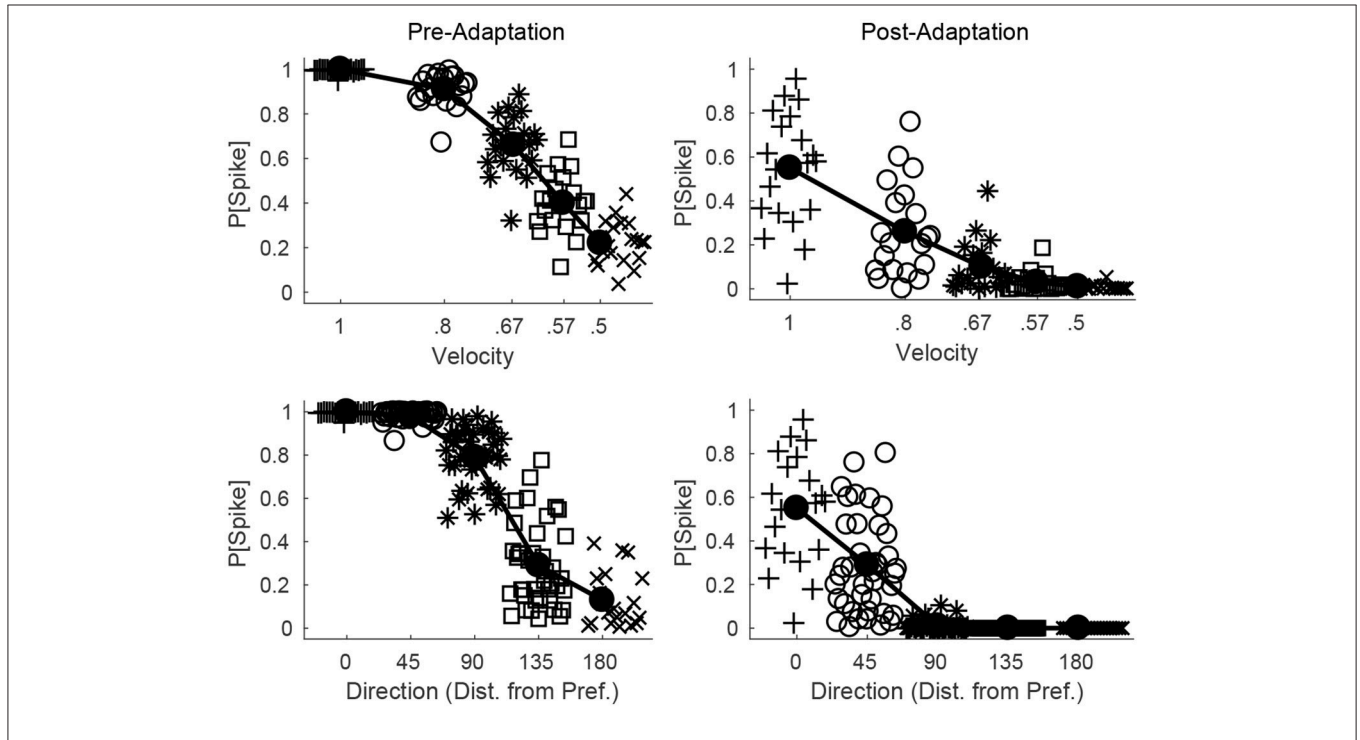 Pre-Adaptation
Post-Adaptation
P[Spike]
1
0.8
0.6
0.4
0.2
0
1 .8 .67 .57 .5
Velocity
P[Spike]
1
0.8
0.6
0.4
0.2
0
1 .8 .67 .57 .5
Velocity
P[Spike]
1
0.8
0.6
0.4
0.2
0
0 45 90 135 180
Direction (Dist. from Pref.)
P[Spike]
1
0.8
0.6
0.4
0.2
0
0 45 90 135 180
Direction (Dist. from Pref.)